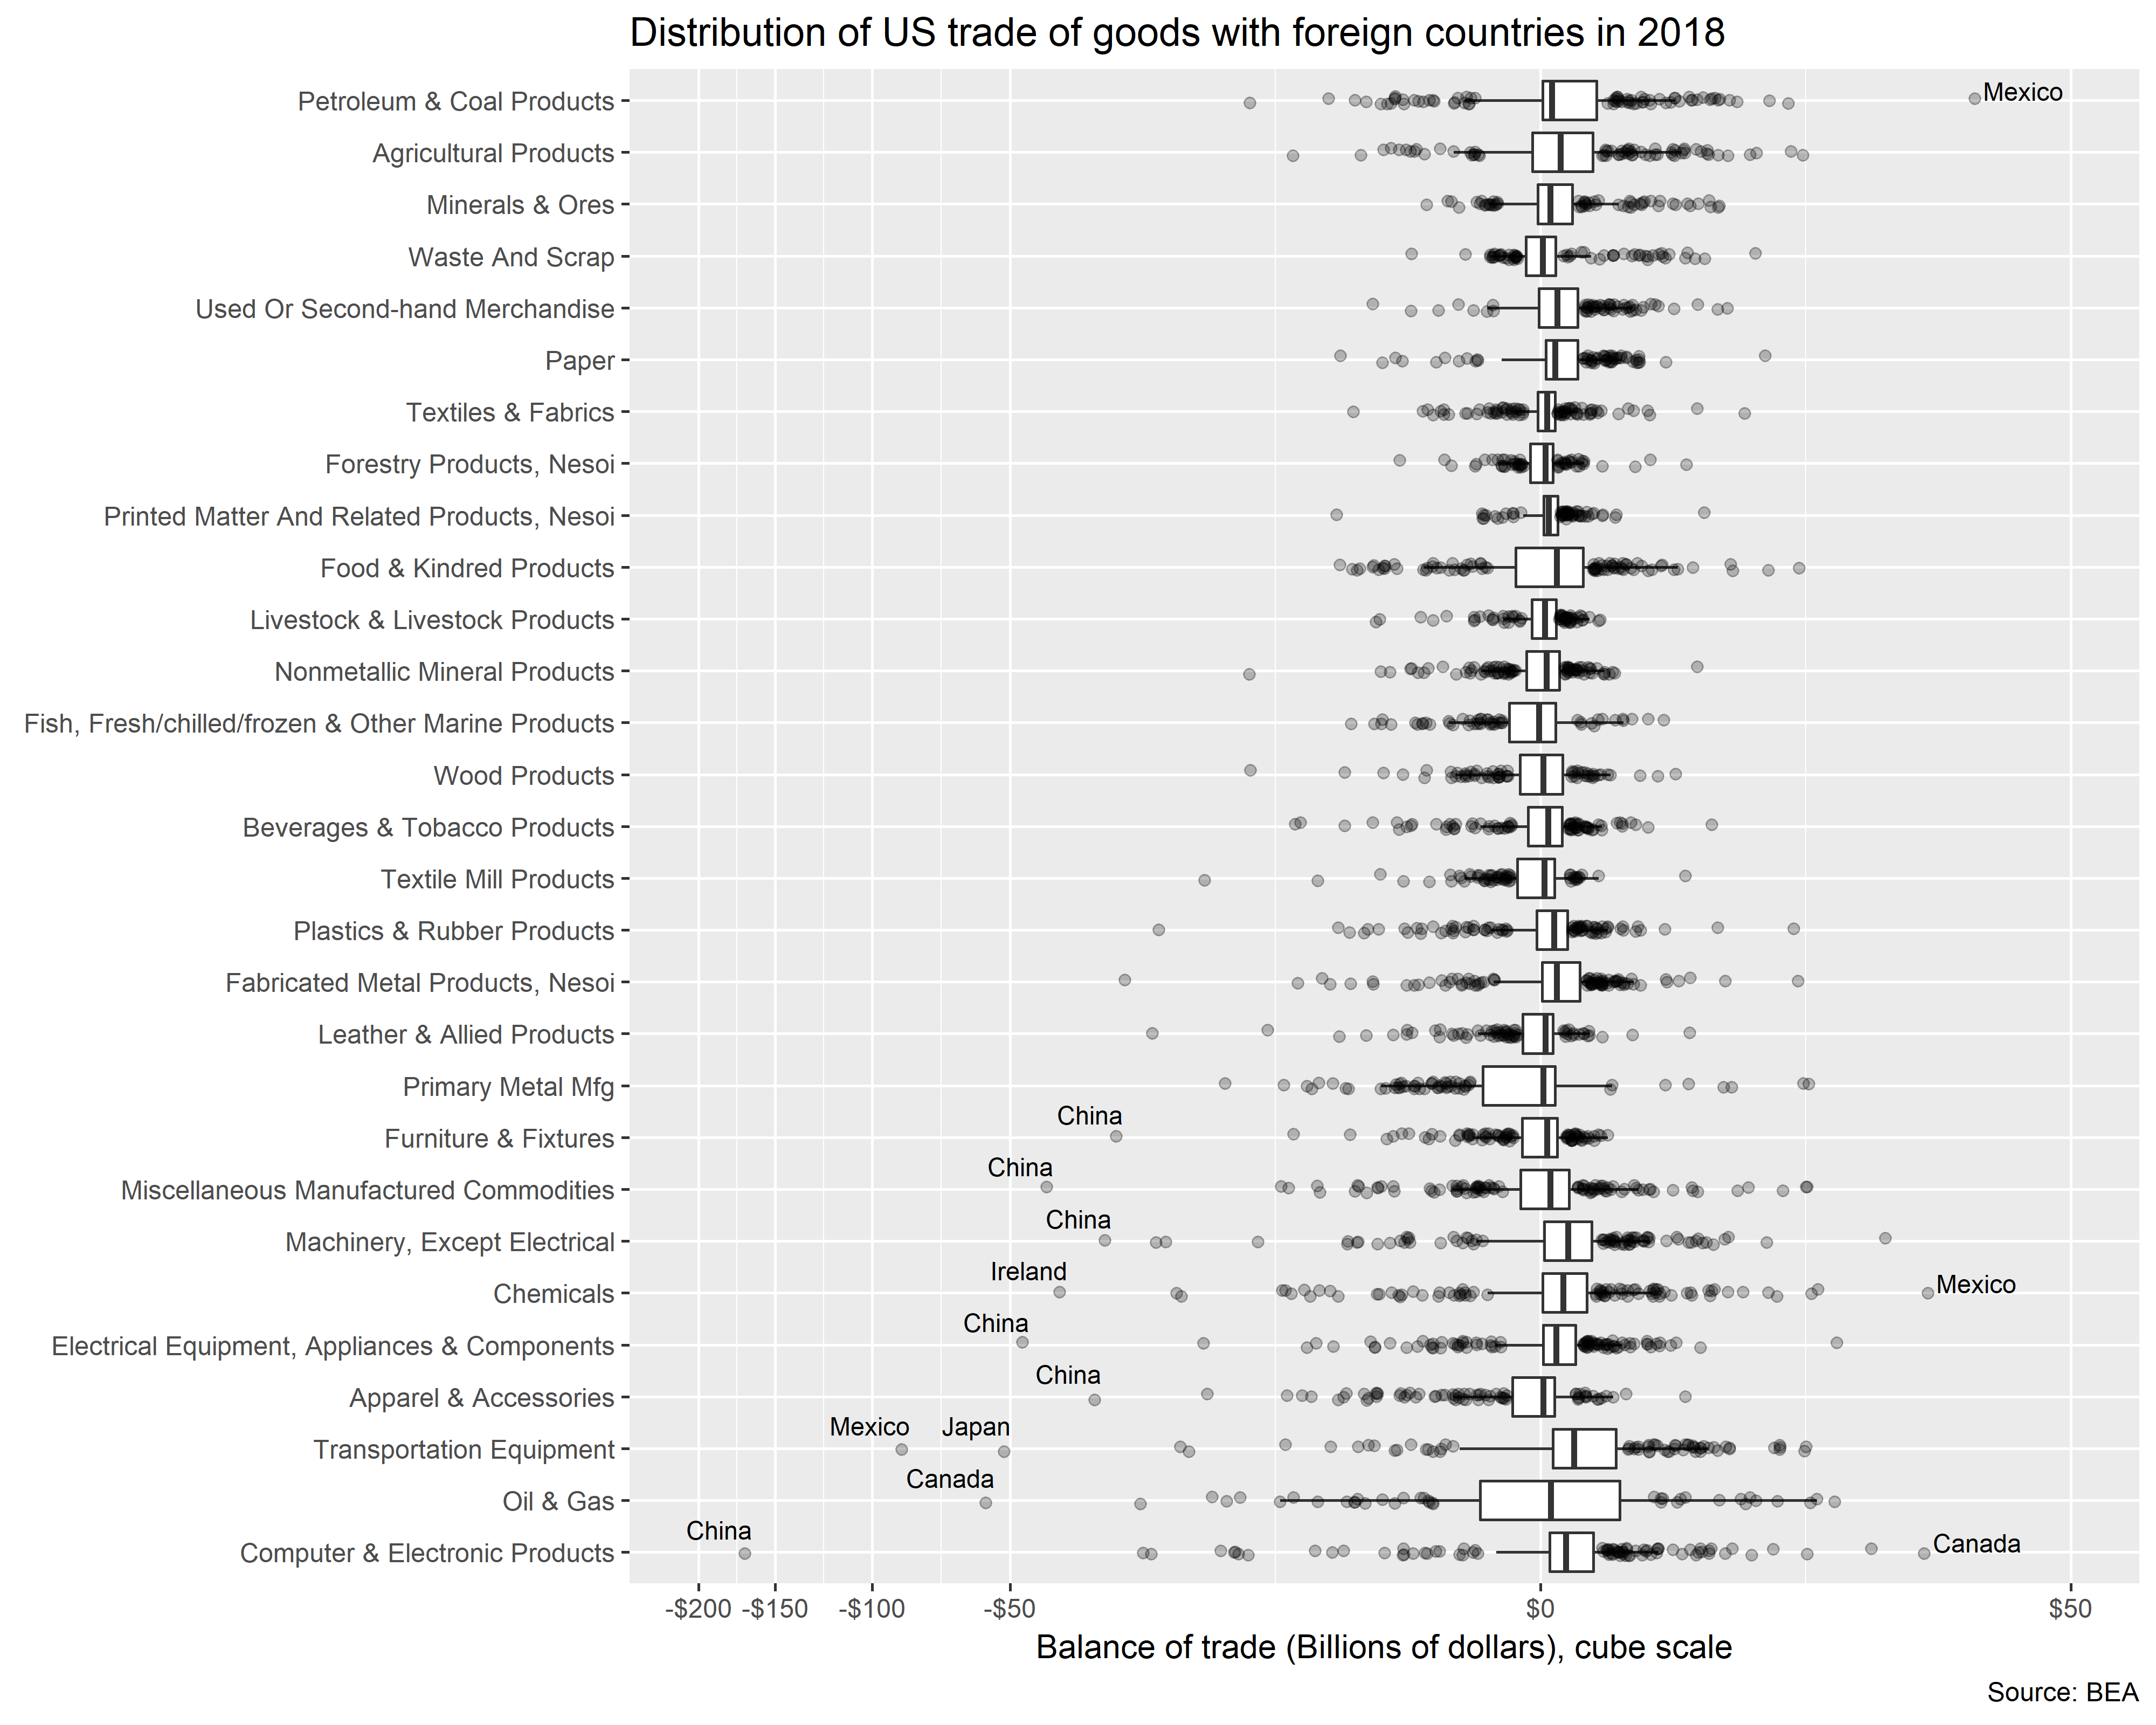 Distribution of US trade of goods with foreign countries in 2018
Petroleum & Coal Products
Mexico
Agricultural Products
Minerals & Ores
Waste And Scrap
Used Or Second-hand Merchandise
Paper
Textiles & Fabrics
Forestry Products, Nesoi
Printed Matter And Related Products, Nesoi
Food & Kindred Products
Livestock & Livestock Products
Nonmetallic Mineral Products
Fish, Fresh/chilled/frozen & Other Marine Products
Wood Products
Beverages & Tobacco Products
Textile Mill Products
Plastics & Rubber Products
Fabricated Metal Products, Nesoi
Leather & Allied Products
Primary Metal Mfg
China
Furniture & Fixtures
China
Miscellaneous Manufactured Commodities
China
Machinery, Except Electrical
Ireland
Chemicals
Mexico
China
Electrical Equipment, Appliances & Components
China
Apparel & Accessories
Mexico Japan
Transportation Equipment
Canada
Oil & Gas
China
Computer & Electronic Products
Canada
-$200 -$150 -$100 -$50 $0 $50
Balance of trade (Billions of dollars), cube scale
Source: BEA